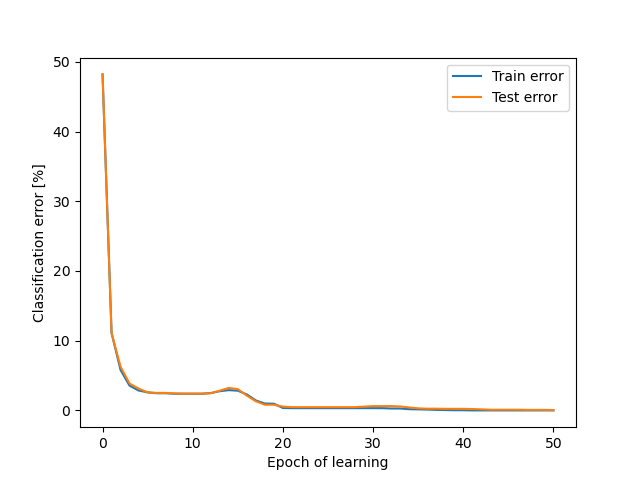 50
40
30
20
10
0
Classification error [%]
Train error
Test error
0 10 20 30 40 50
Epoch of learning